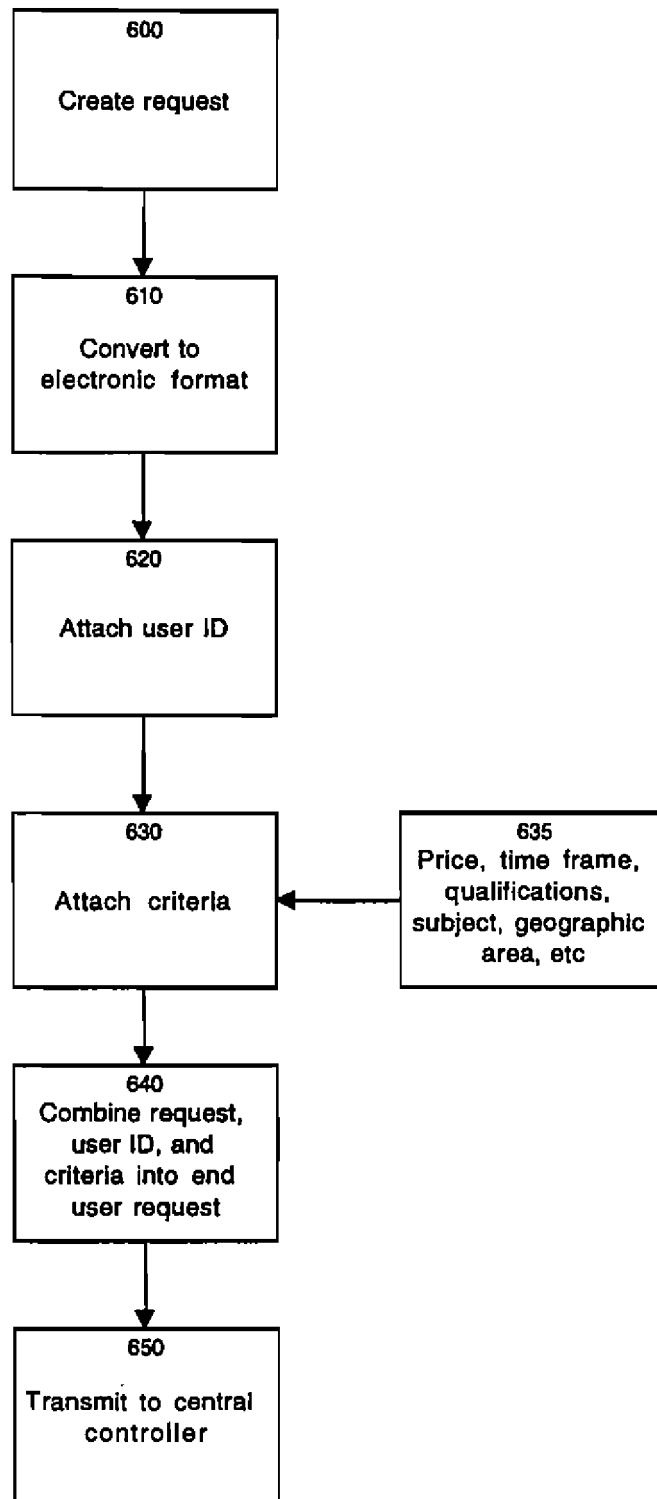 600
Create request
610
Convert to
electronic format
620
Attach user ID
630
Attach criteria
635
Price, time frame,
qualifications,
subject, geographic
area, etc
640
Combine request,
user ID, and
criteria into end
user request
650
Transmit to central
controller